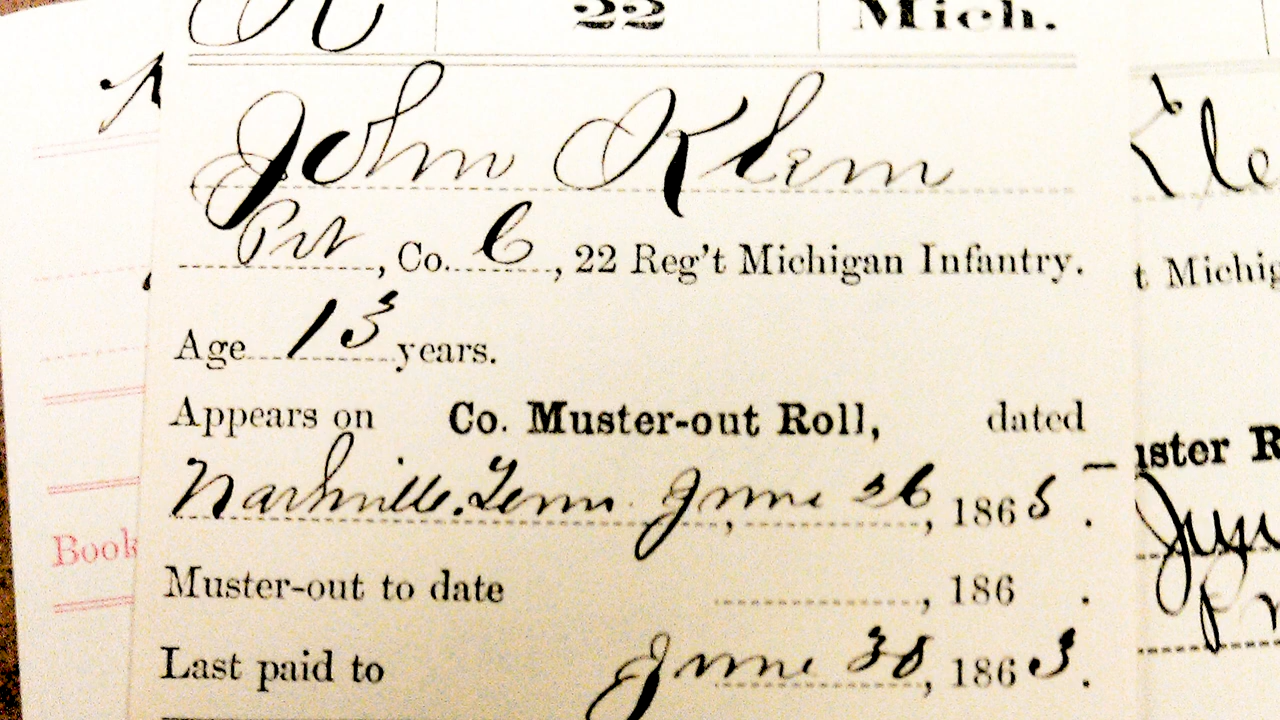 K 22 Mich.
John Klem
Pvt, Co. C, 22 Reg't Michigan Infantry.
Age 13 years.
Appears on Co. Muster-out Roll, dated
Nashville, Tenn. June 26, 1865.
Muster-out to date , 186 .
Last paid to June 30, 1863.
Book
Kle
t Michig
uster R